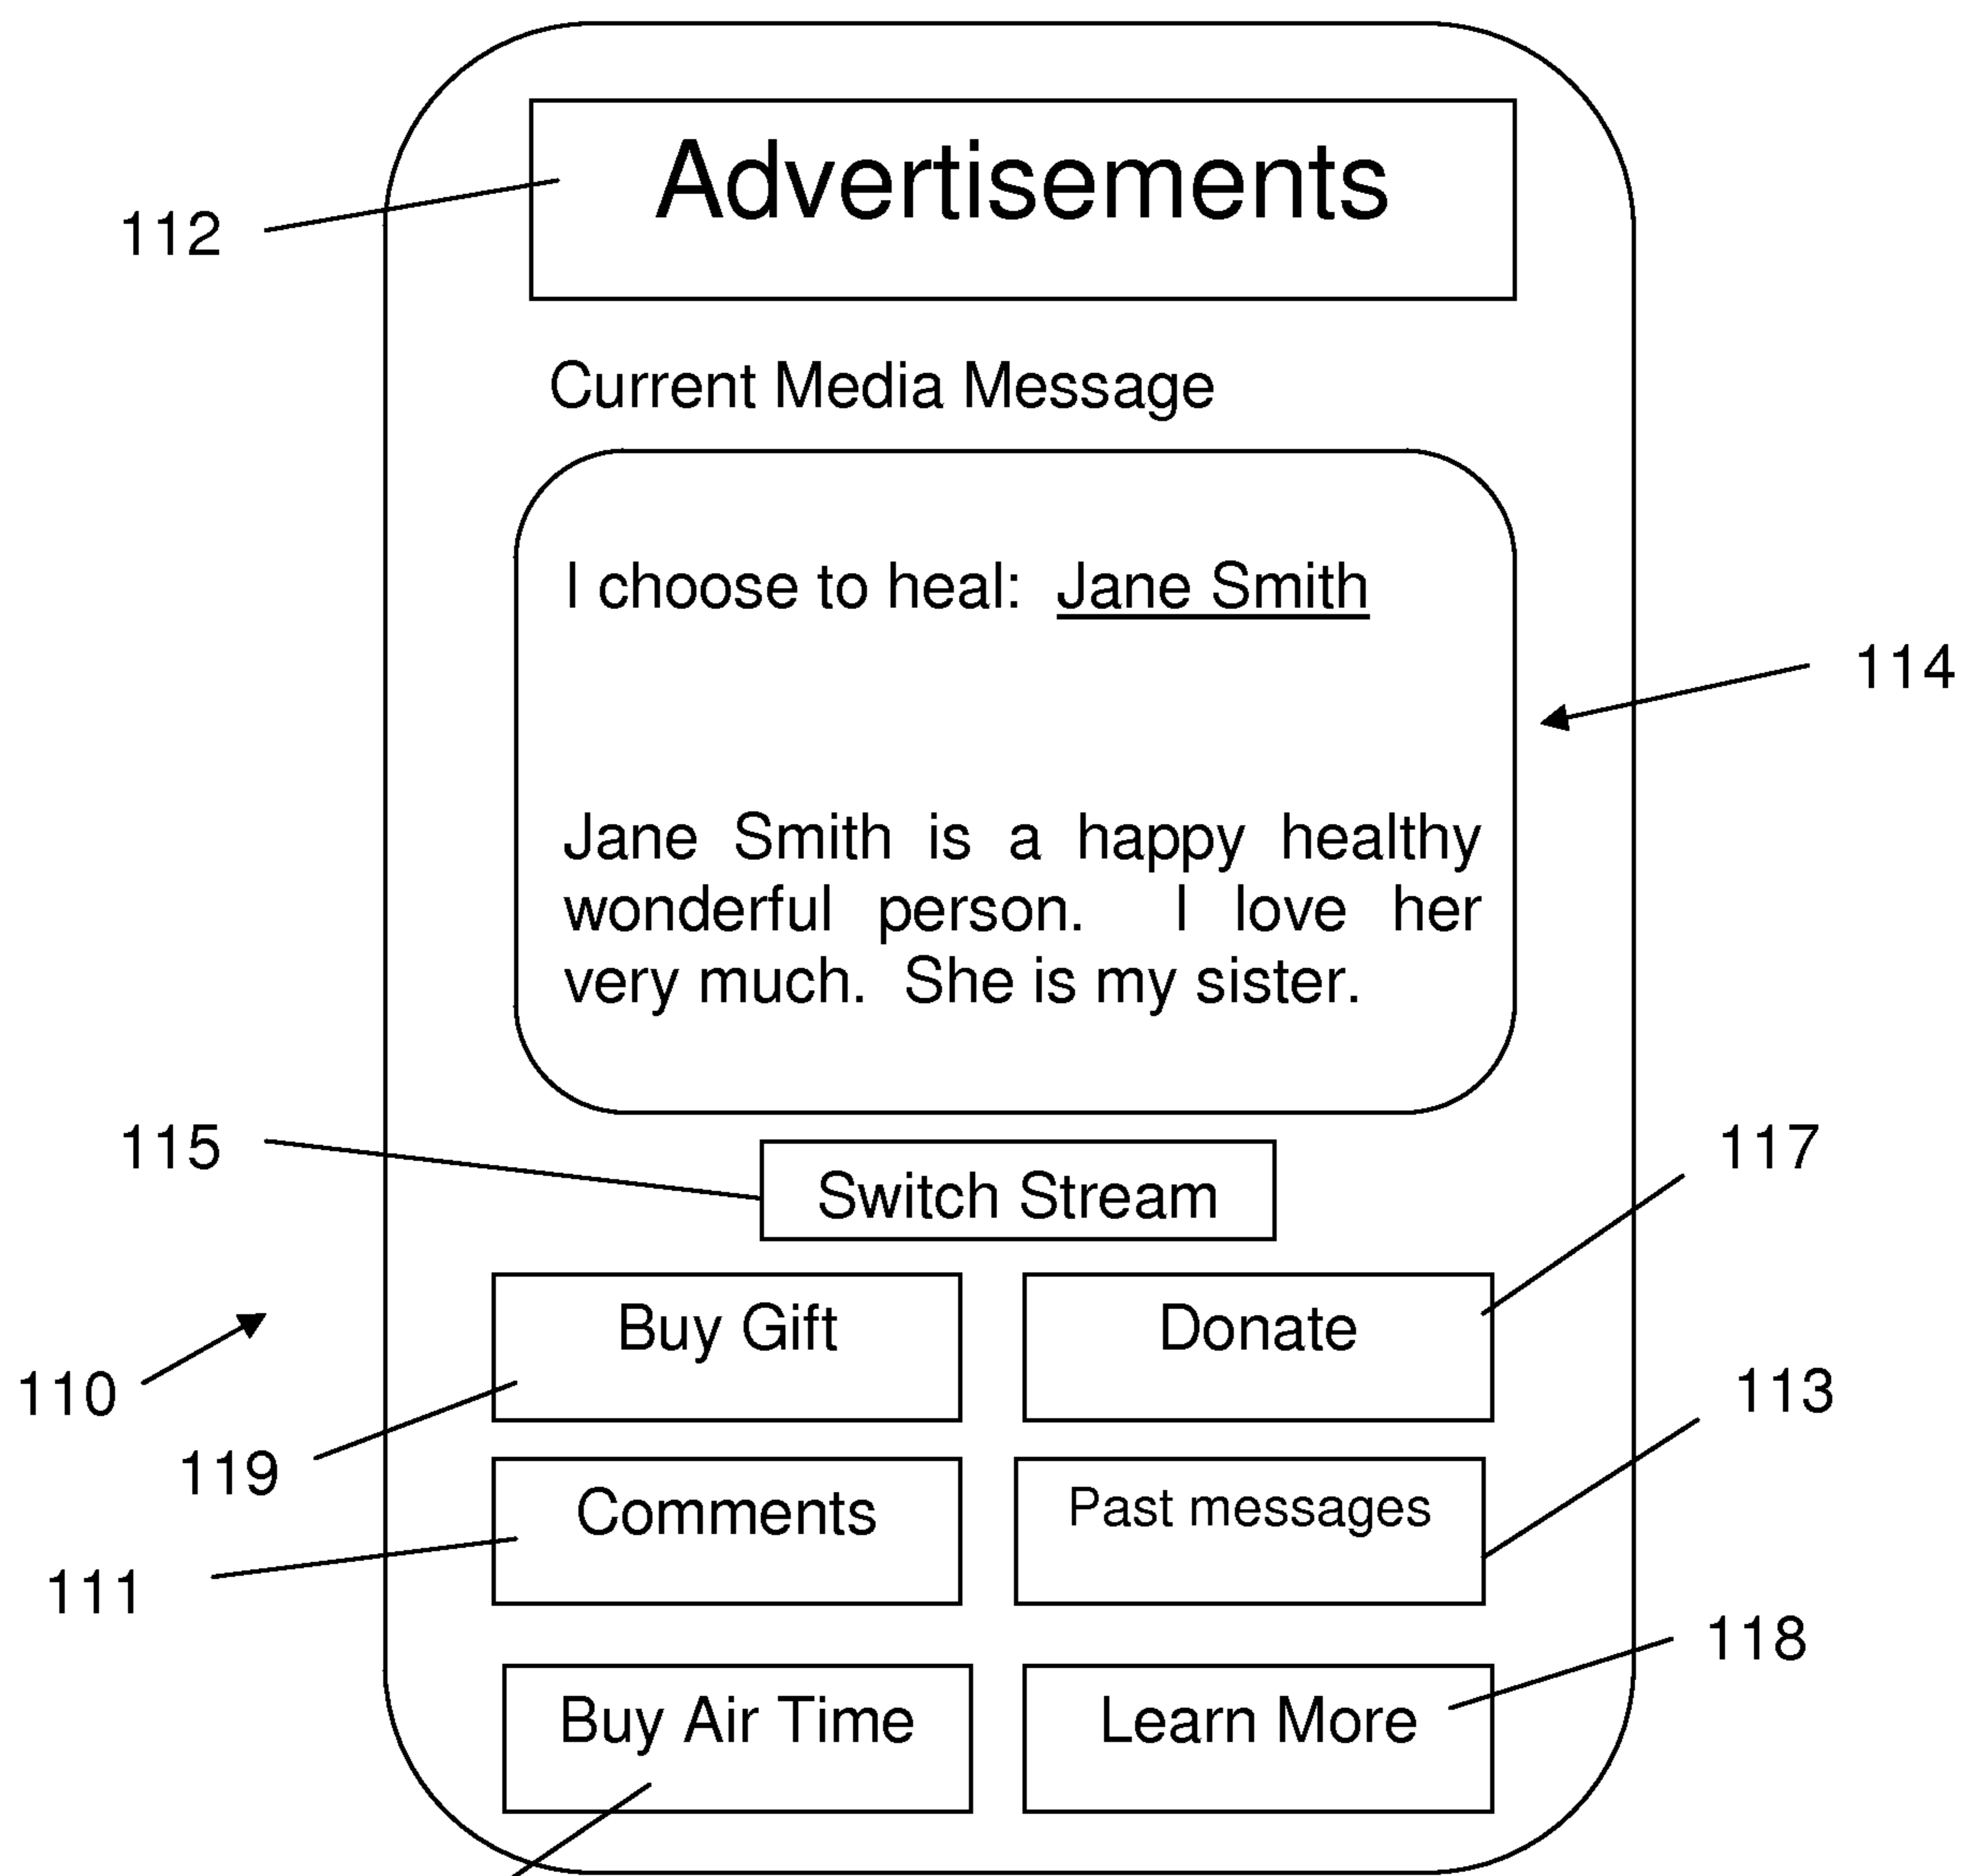 Advertisements
112
Current Media Message
I choose to heal: Jane Smith
114
Jane Smith is a happy healthy
wonderful person. I love her
very much. She is my sister.
115
117
Switch Stream
Buy Gift
Donate
110
113
119
Comments
Past messages
111
118
Buy Air Time
Learn More